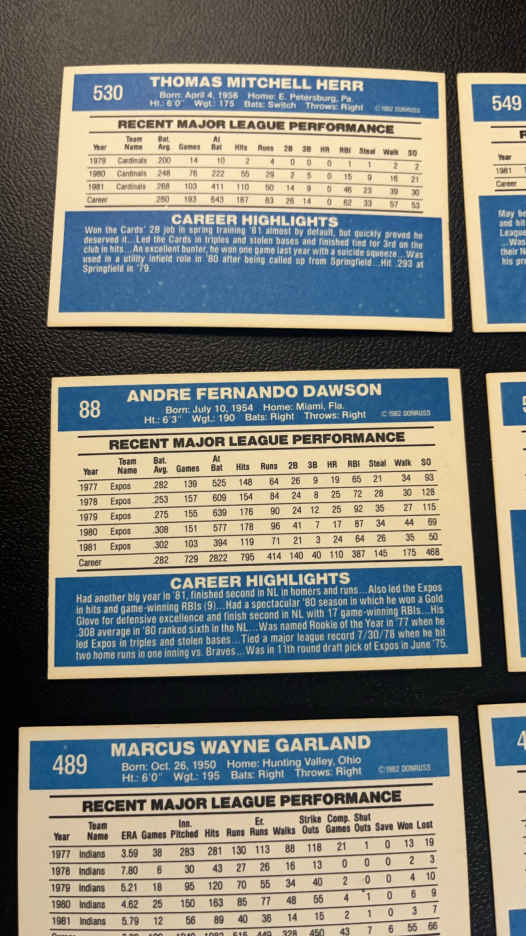 530
THOMAS MITCHELL HERR
Born: April 4, 1956 Home: E. Petersburg, Pa.
Ht.: 6'0" Wgt.: 175 Bats: Switch Throws: Right © 1982 DONRUSS
RECENT MAJOR LEAGUE PERFORMANCE
Year Team Name Bat. Avg. Games At Bat Hits Runs 2B 3B HR RBI Steal Walk SO
1979 Cardinals .200 14 10 2 4 0 0 0 1 1 2 2
1980 Cardinals .248 76 222 55 29 2 5 0 15 9 16 21
1981 Cardinals .268 103 411 110 50 14 9 0 46 23 39 30
Career .260 193 643 167 83 26 14 0 62 33 57 53
CAREER HIGHLIGHTS
Won the Cards' 2B job in spring training '81 almost by default, but quickly proved he
deserved it...Led the Cards in triples and stolen bases and finished tied for 3rd on the
club in hits...An excellent bunter, he won one game last year with a suicide squeeze...Was
used in a utility infield role in '80 after being called up from Springfield...Hit .293 at
Springfield in '79.
549
Year
1981
Career
May be
and hit
League
...Was
their N
his pro
88
ANDRE FERNANDO DAWSON
Born: July 10, 1954 Home: Miami, Fla.
Ht.: 6'3" Wgt.: 190 Bats: Right Throws: Right © 1982 DONRUSS
RECENT MAJOR LEAGUE PERFORMANCE
Year Team Name Bat. Avg. Games At Bat Hits Runs 2B 3B HR RBI Steal Walk SO
1977 Expos .282 139 525 148 64 26 9 19 65 21 34 93
1978 Expos .253 157 609 154 84 24 8 25 72 28 30 128
1979 Expos .275 155 639 176 90 24 12 25 92 35 27 115
1980 Expos .308 151 577 178 96 41 7 17 87 34 44 69
1981 Expos .302 103 394 119 71 21 3 24 64 26 35 50
Career .282 729 2822 795 414 140 40 110 387 145 175 468
CAREER HIGHLIGHTS
Had another big year in '81, finished second in NL in homers and runs...Also led the Expos
in hits and game-winning RBIs (9)...Had a spectacular '80 season in which he won a Gold
Glove for defensive excellence and finish second in NL with 17 game-winning RBIs...His
.308 average in '80 ranked sixth in the NL...Was named Rookie of the Year in '77 when he
led Expos in triples and stolen bases...Tied a major league record 7/30/78 when he hit
two home runs in one inning vs. Braves...Was in 11th round draft pick of Expos in June '75.
489
MARCUS WAYNE GARLAND
Born: Oct. 26, 1950 Home: Hunting Valley, Ohio
Ht.: 6'0" Wgt.: 195 Bats: Right Throws: Right © 1982 DONRUSS
RECENT MAJOR LEAGUE PERFORMANCE
Year Team Name ERA Games Inn. Pitched Hits Runs Er. Runs Walks Strike Outs Comp. Games Shut Outs Save Won Lost
1977 Indians 3.59 38 283 281 130 113 88 118 21 1 0 13 19
1978 Indians 7.80 6 30 43 27 26 16 13 0 0 0 2 3
1979 Indians 5.21 18 95 120 70 55 34 40 2 0 0 4 10
1980 Indians 4.62 25 150 163 85 77 48 55 4 1 0 6 9
1981 Indians 5.79 12 56 89 40 36 14 15 2 1 0 3 7
328 450 43 7 6 55 66